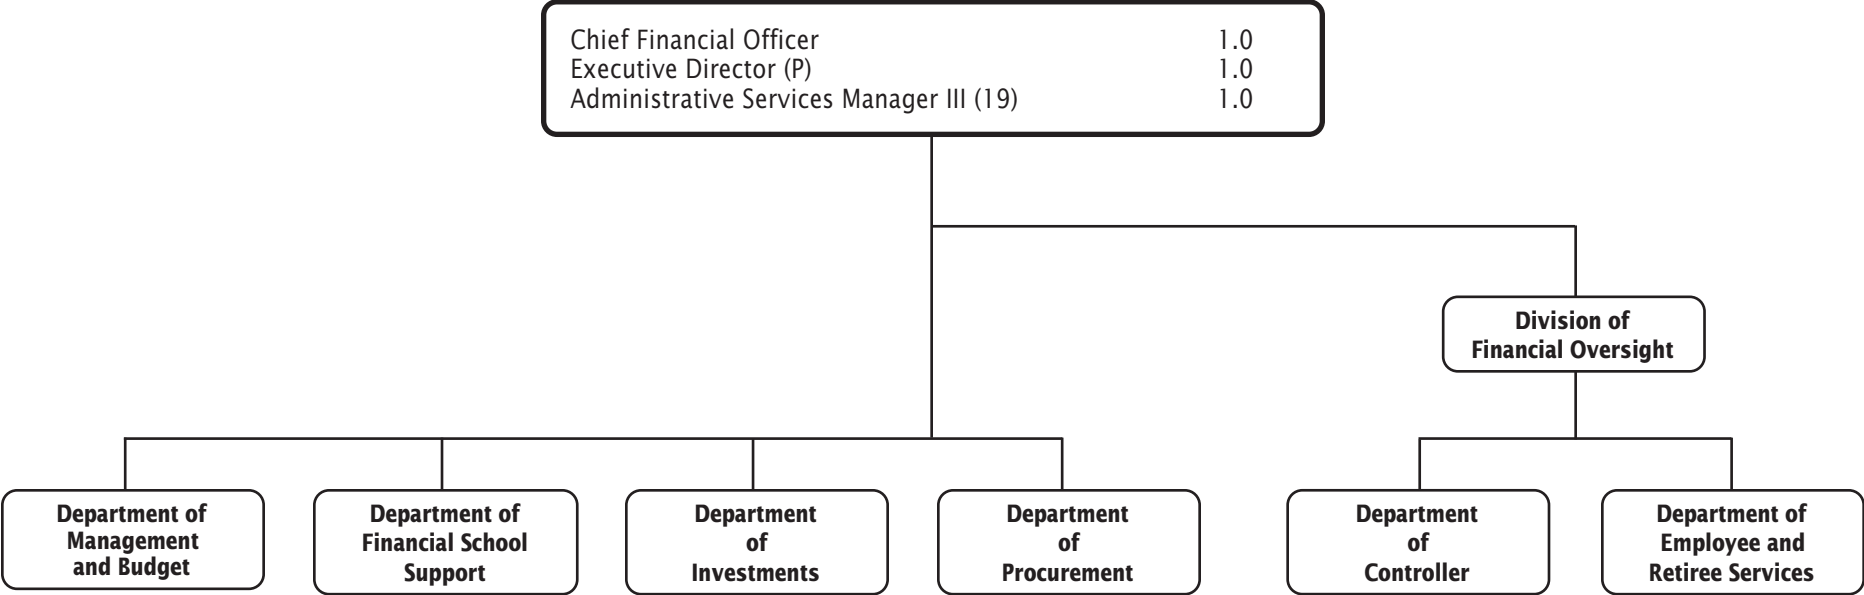 Chief Financial Officer 1.0
Executive Director (P) 1.0
Administrative Services Manager III (19) 1.0
Division of
Financial Oversight
Department of
Management
and Budget
Department of
Financial School
Support
Department
of
Investments
Department
of
Procurement
Department
of
Controller
Department of
Employee and
Retiree Services